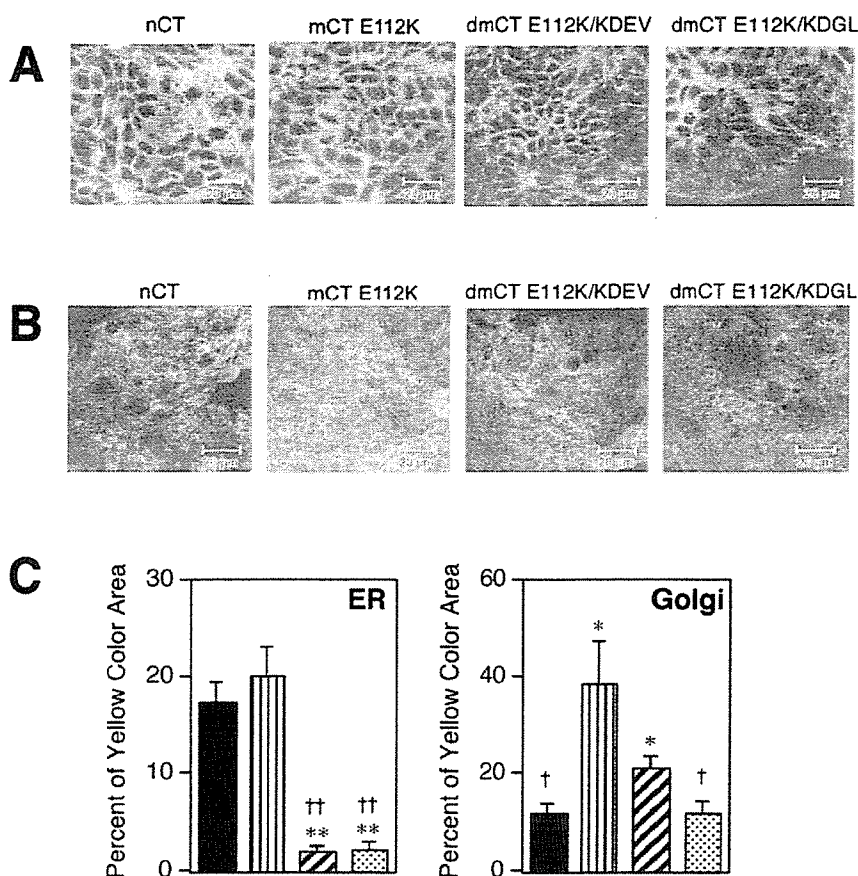 nCT mCT E112K dmCT E112K/KDEV dmCT E112K/KDGL
A
nCT mCT E112K dmCT E112K/KDEV dmCT E112K/KDGL
B
C
Percent of Yellow Color Area
30
20
10
0
ER
††
**
††
**
Percent of Yellow Color Area
60
40
20
0
Golgi
†
*
*
†